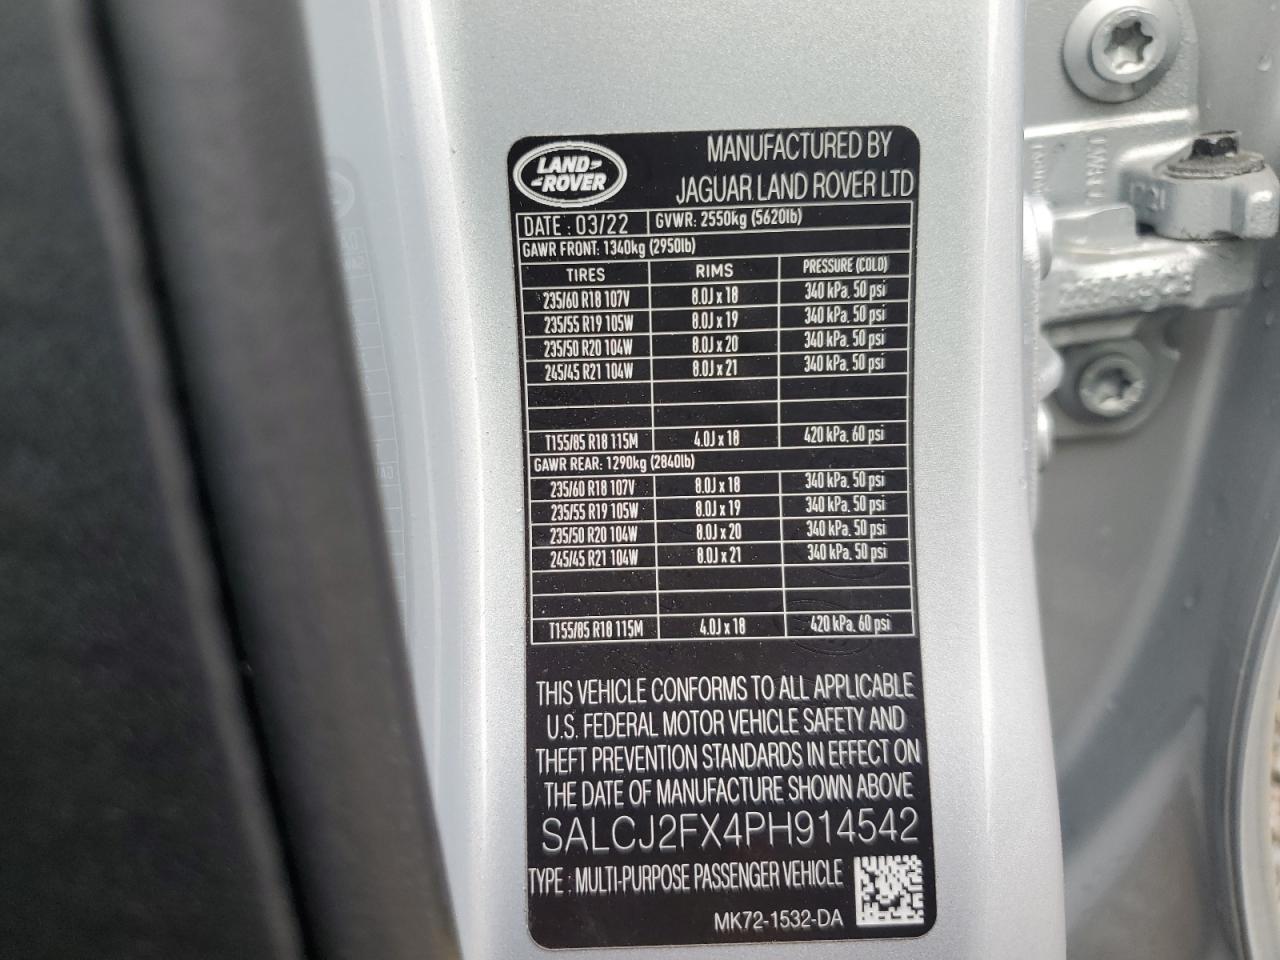 LAND-
-ROVER
MANUFACTURED BY
JAGUAR LAND ROVER LTD
DATE : 03/22 GVWR: 2550kg (5620lb)
GAWR FRONT: 1340kg (2950lb)
TIRES RIMS PRESSURE (COLD)
235/60 R18 107V 8.0J x 18 340 kPa, 50 psi
235/55 R19 105W 8.0J x 19 340 kPa, 50 psi
235/50 R20 104W 8.0J x 20 340 kPa, 50 psi
245/45 R21 104W 8.0J x 21 340 kPa, 50 psi
T155/85 R18 115M 4.0J x 18 420 kPa, 60 psi
GAWR REAR: 1290kg (2840lb)
235/60 R18 107V 8.0J x 18 340 kPa, 50 psi
235/55 R19 105W 8.0J x 19 340 kPa, 50 psi
235/50 R20 104W 8.0J x 20 340 kPa, 50 psi
245/45 R21 104W 8.0J x 21 340 kPa, 50 psi
T155/85 R18 115M 4.0J x 18 420 kPa, 60 psi
THIS VEHICLE CONFORMS TO ALL APPLICABLE
U.S. FEDERAL MOTOR VEHICLE SAFETY AND
THEFT PREVENTION STANDARDS IN EFFECT ON
THE DATE OF MANUFACTURE SHOWN ABOVE
SALCJ2FX4PH914542
TYPE : MULTI-PURPOSE PASSENGER VEHICLE
MK72-1532-DA